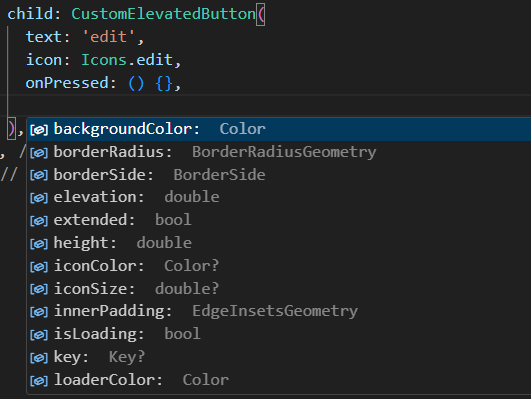 child: CustomElevatedButton(
text: 'edit',
icon: Icons.edit,
onPressed: () {},
),
, /
//
backgroundColor: Color
borderRadius: BorderRadiusGeometry
borderSide: BorderSide
elevation: double
extended: bool
height: double
iconColor: Color?
iconSize: double?
innerPadding: EdgeInsetsGeometry
isLoading: bool
key: Key?
loaderColor: Color